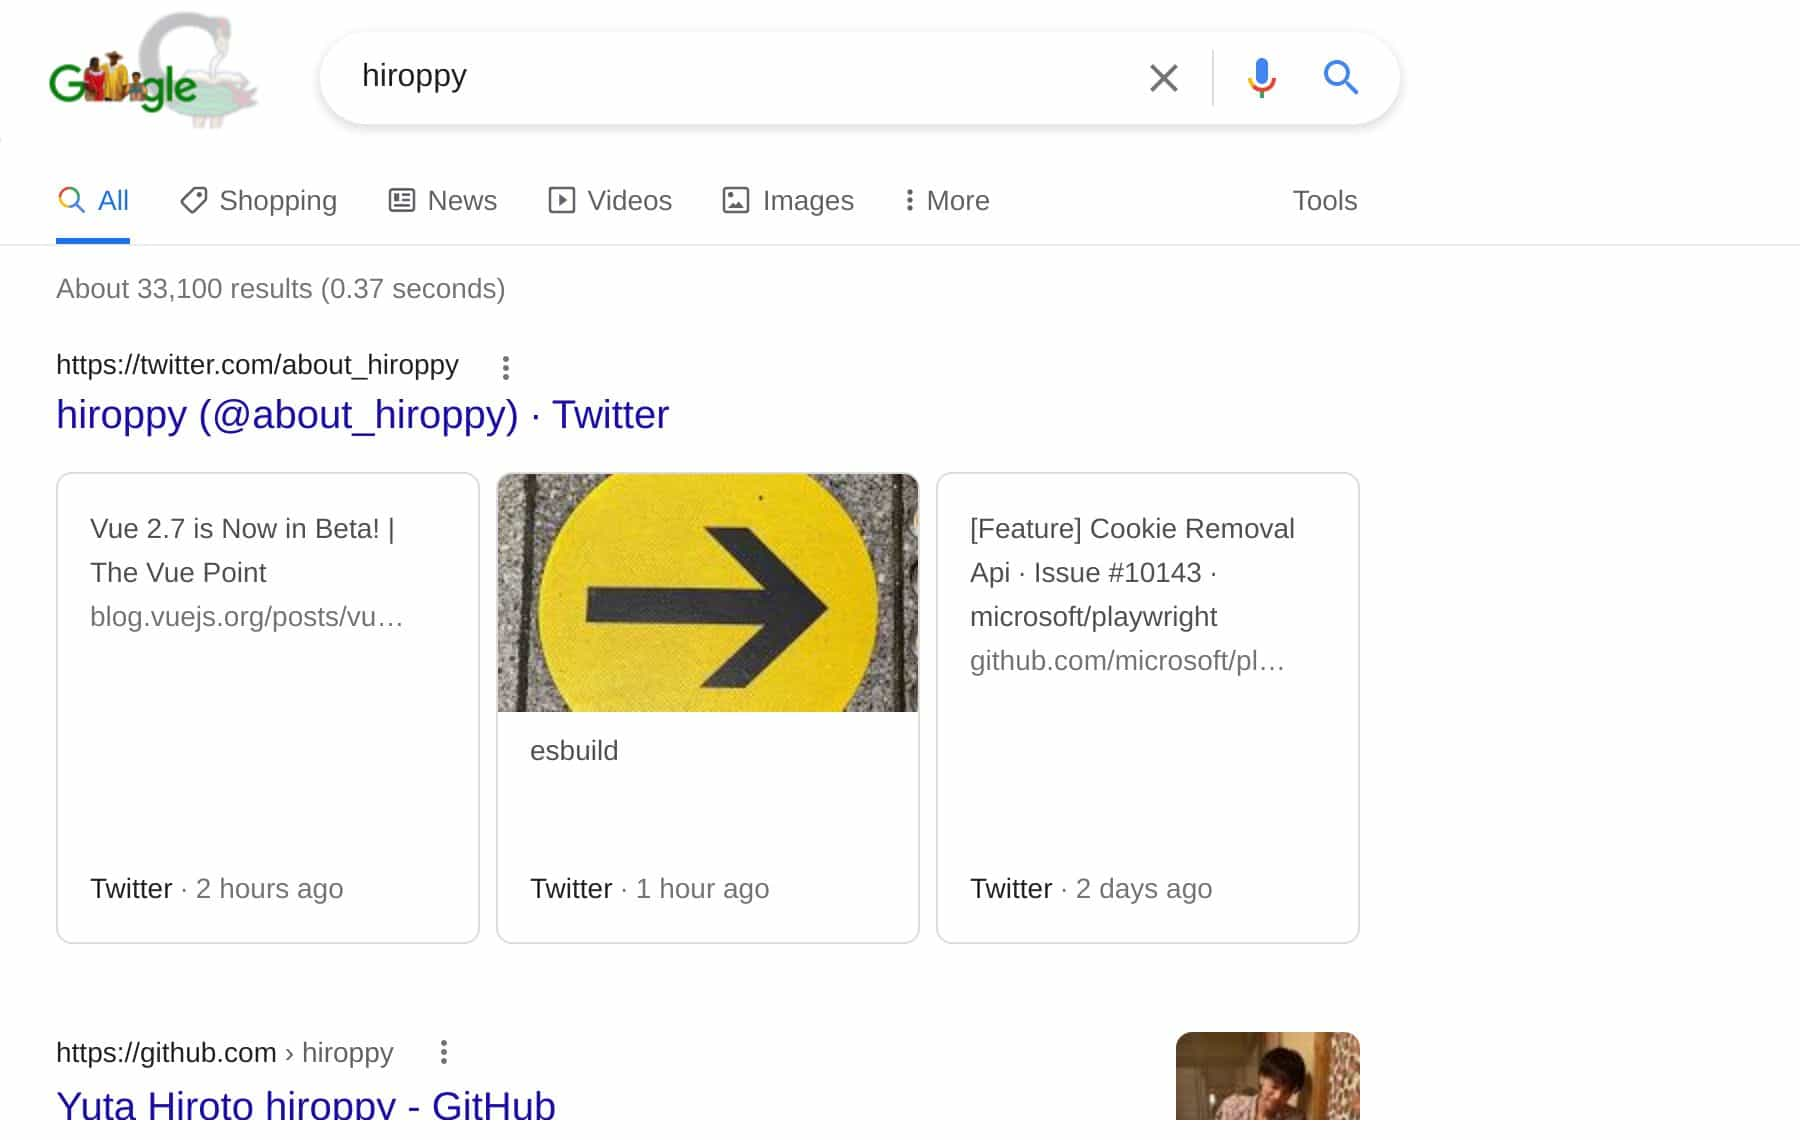 Google
hiroppy
All
Shopping
News
Videos
Images
More
Tools
About 33,100 results (0.37 seconds)
https://twitter.com/about_hiroppy
hiroppy (@about_hiroppy) · Twitter
Vue 2.7 is Now in Beta! |
The Vue Point
blog.vuejs.org/posts/vu…
Twitter · 2 hours ago
esbuild
Twitter · 1 hour ago
[Feature] Cookie Removal
Api · Issue #10143 ·
microsoft/playwright
github.com/microsoft/pl…
Twitter · 2 days ago
https://github.com › hiroppy
Yuta Hiroto hiroppy - GitHub